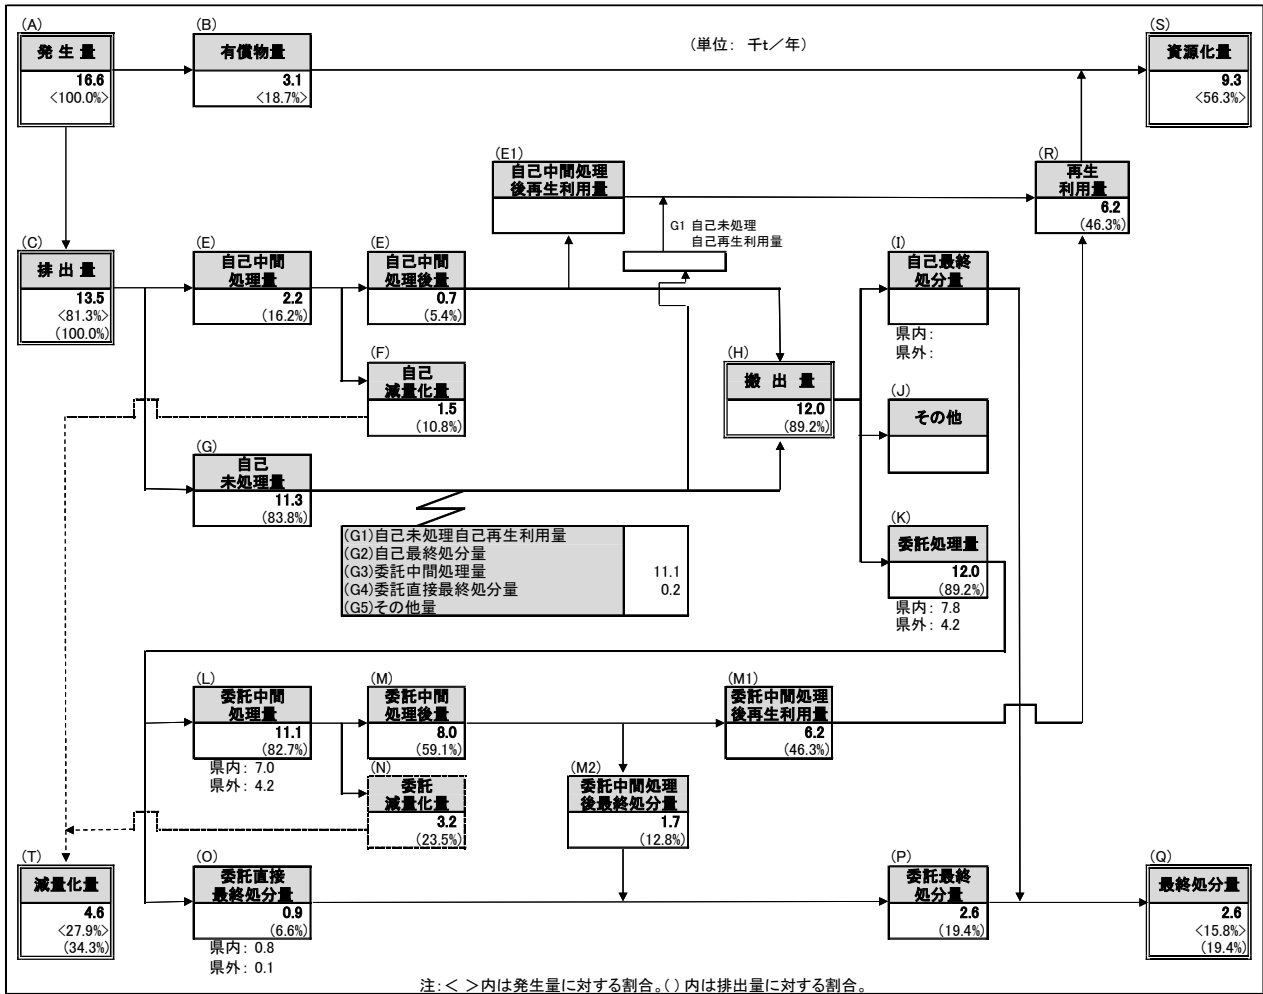 (A)
発生量
16.6
<100.0%>
(B)
有償物量
3.1
<18.7%>
(単位: 千t/年)
(S)
資源化量
9.3
<56.3%>
(E1)
自己中間処理
後再生利用量
(R)
再生
利用量
6.2
(46.3%)
G1 自己未処理
自己再生利用量
(C)
排出量
13.5
<81.3%>
(100.0%)
(E)
自己中間
処理量
2.2
(16.2%)
(E)
自己中間
処理後量
0.7
(5.4%)
(I)
自己最終
処分量
県内:
県外:
(F)
自己
減量化量
1.5
(10.8%)
(H)
搬出量
12.0
(89.2%)
(J)
その他
(G)
自己
未処理量
11.3
(83.8%)
(G1)自己未処理自己再生利用量
(G2)自己最終処分量
(G3)委託中間処理量 11.1
(G4)委託直接最終処分量 0.2
(G5)その他量
(K)
委託処理量
12.0
(89.2%)
県内: 7.8
県外: 4.2
(L)
委託中間
処理量
11.1
(82.7%)
県内: 7.0
県外: 4.2
(M)
委託中間
処理後量
8.0
(59.1%)
(M1)
委託中間処理
後再生利用量
6.2
(46.3%)
(N)
委託
減量化量
3.2
(23.5%)
(M2)
委託中間処理
後最終処分量
1.7
(12.8%)
(T)
減量化量
4.6
<27.9%>
(34.3%)
(O)
委託直接
最終処分量
0.9
(6.6%)
県内: 0.8
県外: 0.1
(P)
委託最終
処分量
2.6
(19.4%)
(Q)
最終処分量
2.6
<15.8%>
(19.4%)
注:< >内は発生量に対する割合。( )内は排出量に対する割合。